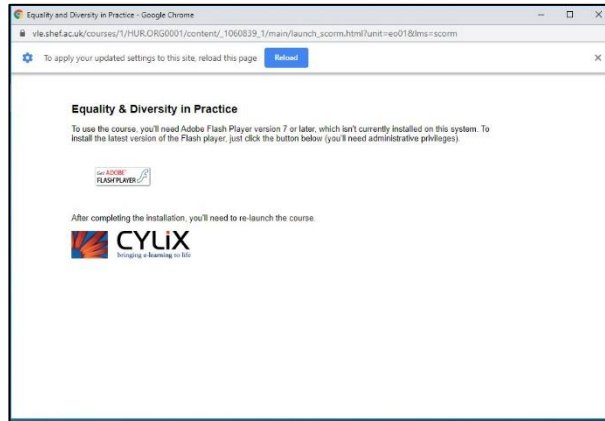 Equality and Diversity in Practice - Google Chrome
vle.shef.ac.uk/courses/1/HUR.ORG0001/content/_1060839_1/main/launch_scorm.html?unit=eo01&lms=scorm
To apply your updated settings to this site, reload this page Reload
Equality & Diversity in Practice
To use the course, you'll need Adobe Flash Player version 7 or later, which isn't currently installed on this system. To
install the latest version of the Flash player, just click the button below (you'll need administrative privileges).
Get ADOBE
FLASH PLAYER
After completing the installation, you'll need to re-launch the course.
CYLiX
bringing e-learning to life